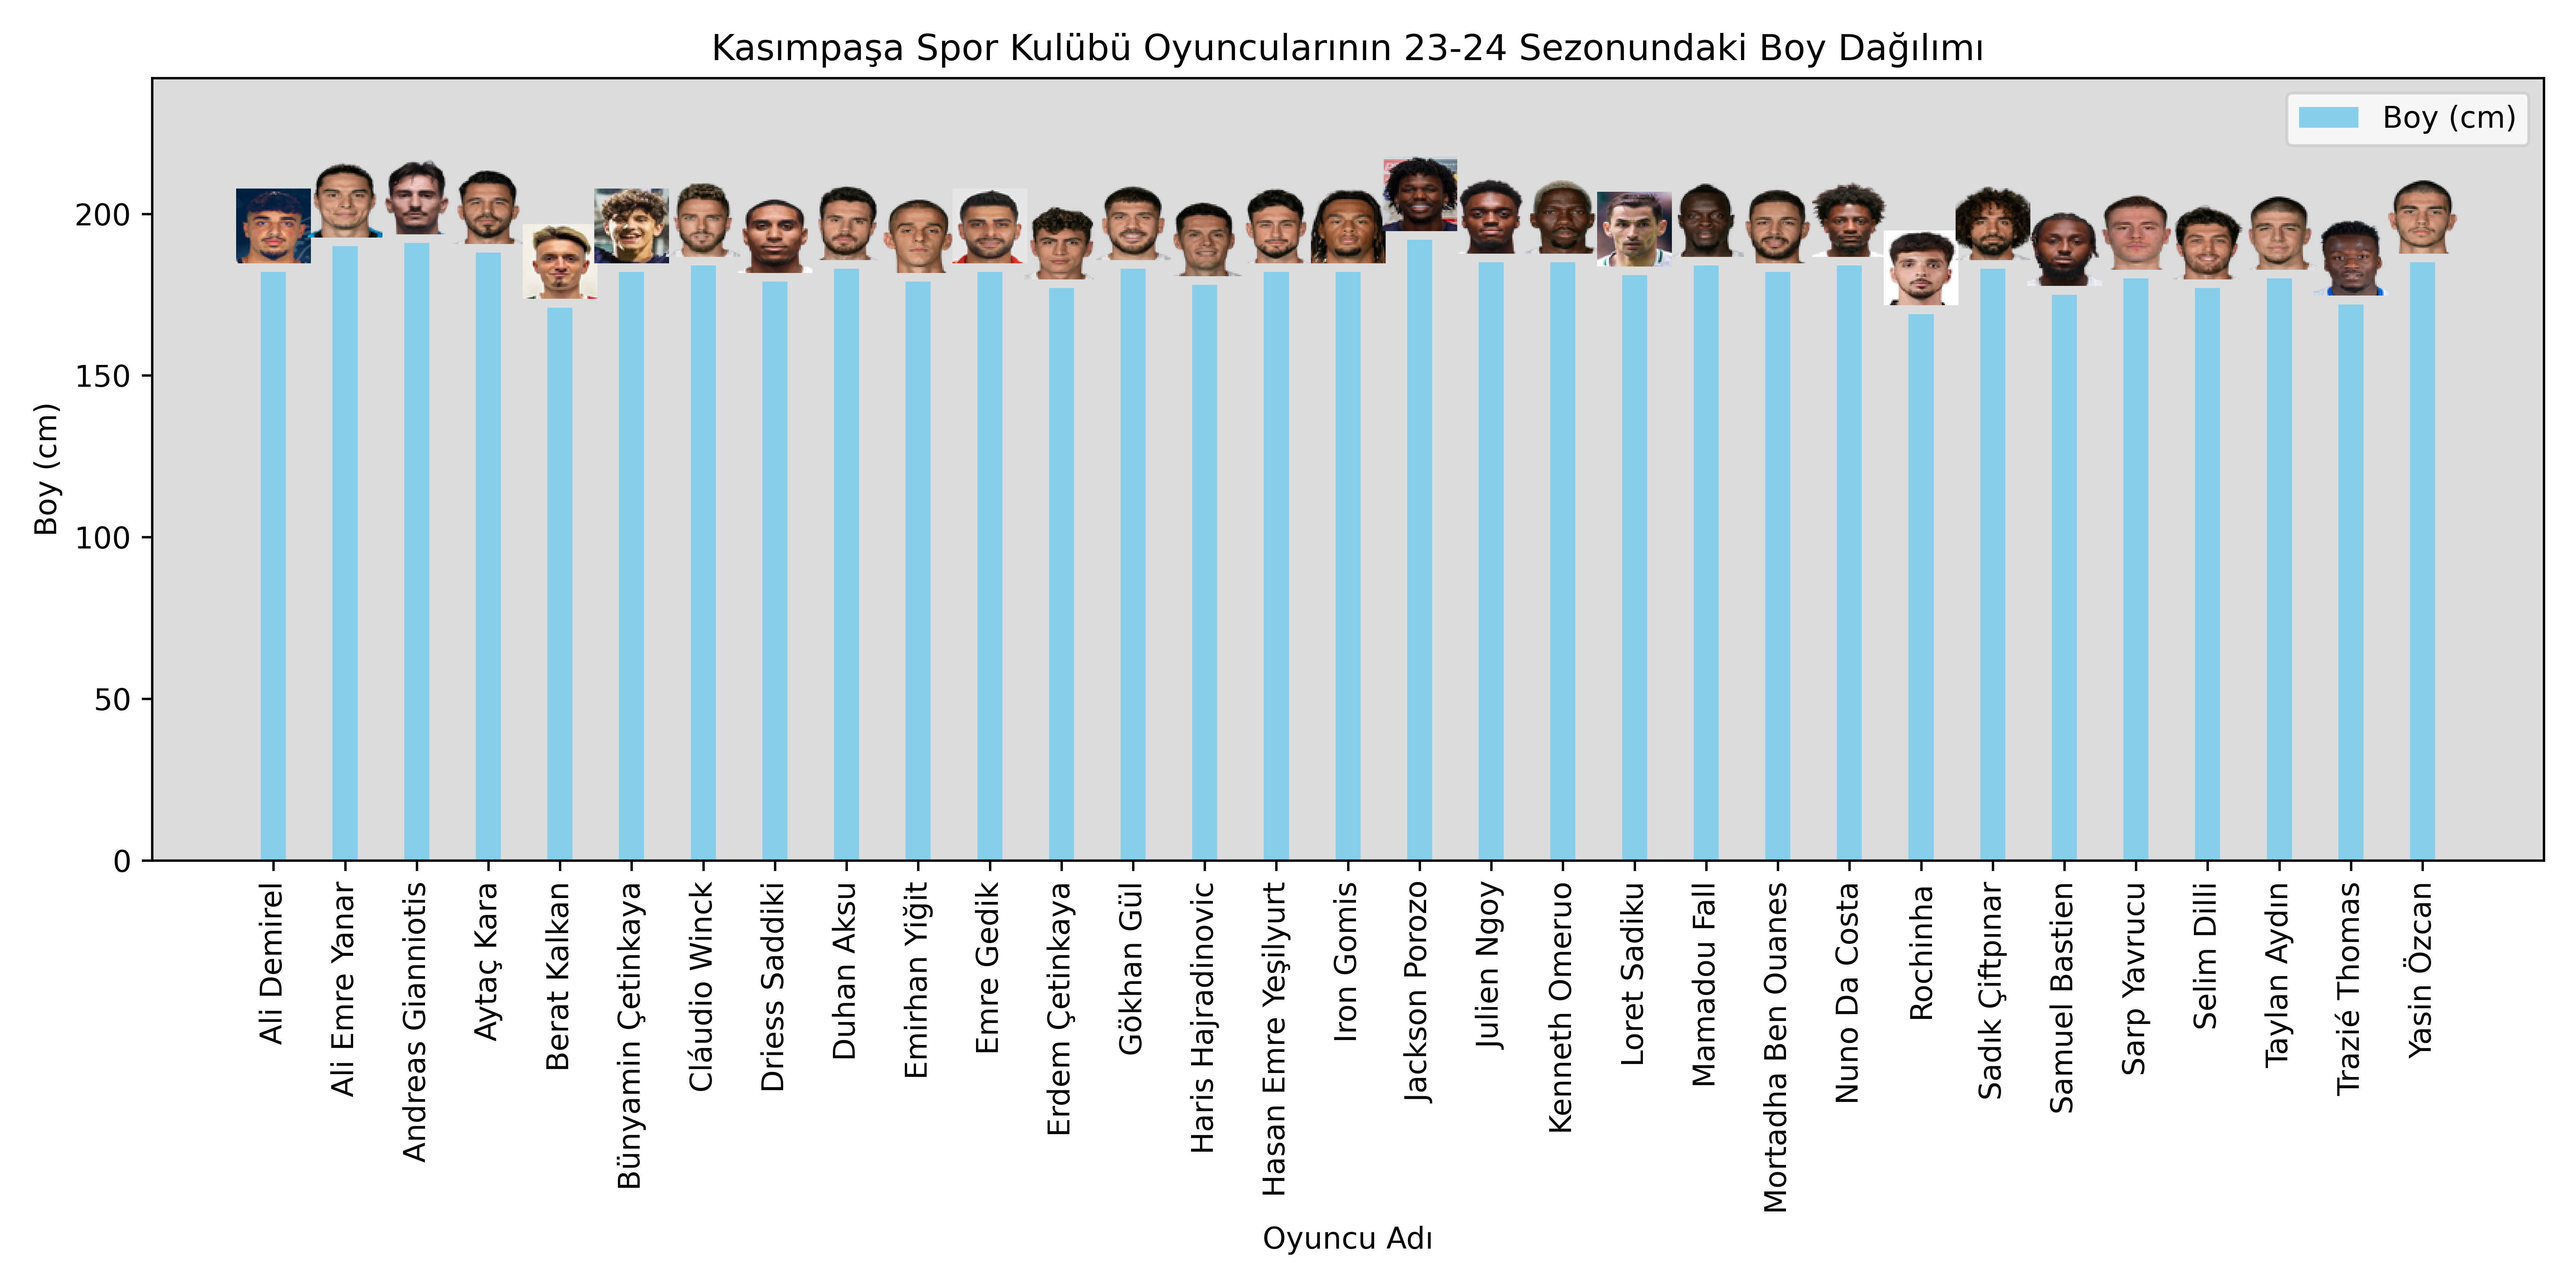 Kasımpaşa Spor Kulübü Oyuncularının 23-24 Sezonundaki Boy Dağılımı
Boy (cm)
Boy (cm)
200
150
100
50
0
Ali Demirel
Ali Emre Yanar
Andreas Gianniotis
Aytaç Kara
Berat Kalkan
Bünyamin Çetinkaya
Cláudio Winck
Driess Saddiki
Duhan Aksu
Emirhan Yiğit
Emre Gedik
Erdem Çetinkaya
Gökhan Gül
Haris Hajradinovic
Hasan Emre Yeşilyurt
Iron Gomis
Jackson Porozo
Julien Ngoy
Kenneth Omeruo
Loret Sadiku
Mamadou Fall
Mortadha Ben Ouanes
Nuno Da Costa
Rochinha
Sadık Çiftpınar
Samuel Bastien
Sarp Yavrucu
Selim Dilli
Taylan Aydın
Trazié Thomas
Yasin Özcan
Oyuncu Adı